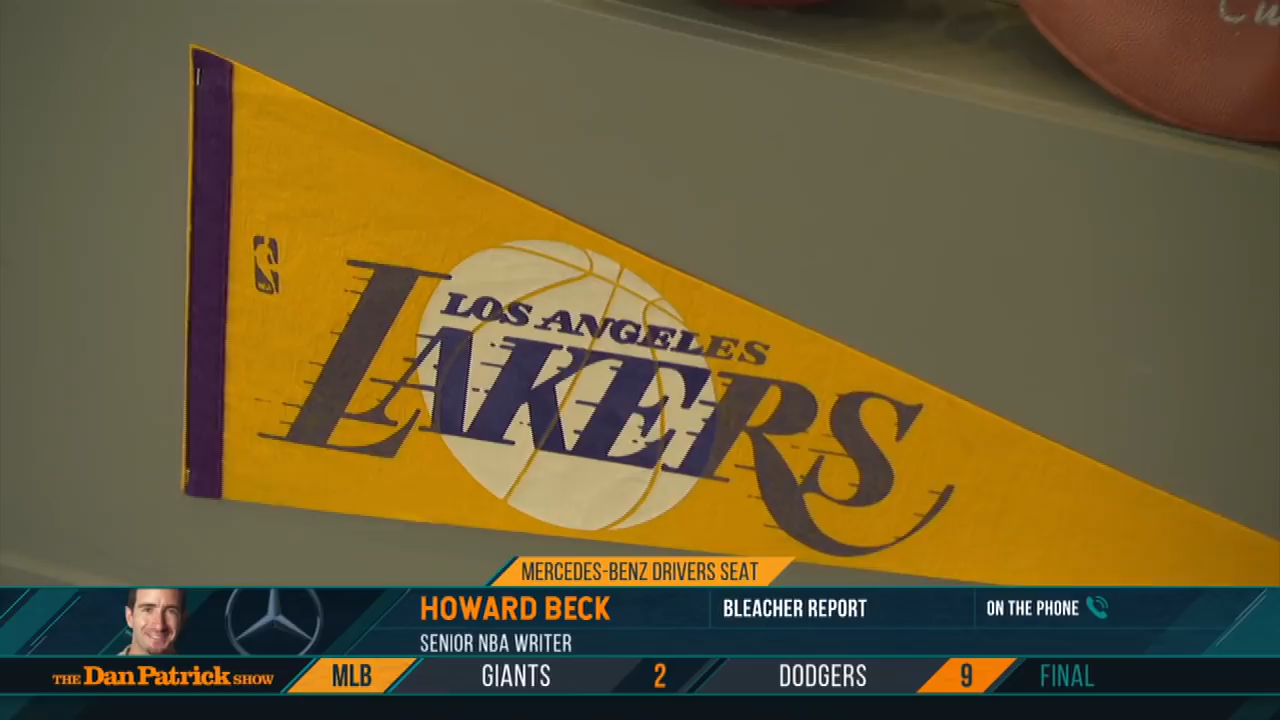 LOS ANGELES
LAKERS
MERCEDES-BENZ DRIVERS SEAT
HOWARD BECK
BLEACHER REPORT
ON THE PHONE
SENIOR NBA WRITER
THE Dan Patrick SHOW
MLB
GIANTS
2
DODGERS
9
FINAL